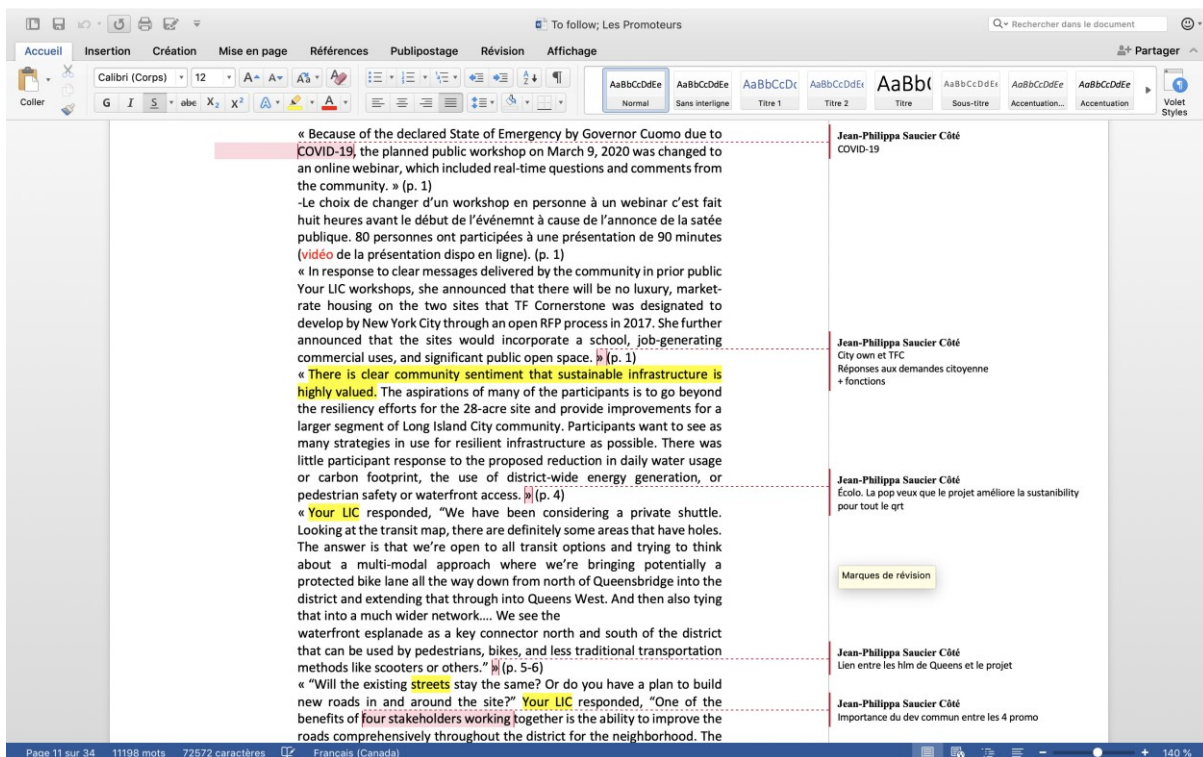 To follow; Les Promoteurs
Rechercher dans le document
Accueil Insertion Création Mise en page Références Publipostage Révision Affichage
Partager
Coller
Calibri (Corps) 12
G I S abc X2 X2 A A
AaBbCcDdEe AaBbCcDdEe AaBbCcDc AaBbCcDdEe AaBb( AaBbCcDdEe AaBbCcDdEe AaBbCcDdEe
Normal Sans interligne Titre 1 Titre 2 Titre Sous-titre Accentuation... Accentuation
Volet
Styles
« Because of the declared State of Emergency by Governor Cuomo due to
COVID-19, the planned public workshop on March 9, 2020 was changed to
an online webinar, which included real-time questions and comments from
the community. » (p. 1)
-Le choix de changer d'un workshop en personne à un webinar c'est fait
huit heures avant le début de l'événemnt à cause de l'annonce de la satée
publique. 80 personnes ont participées à une présentation de 90 minutes
(vidéo de la présentation dispo en ligne). (p. 1)
« In response to clear messages delivered by the community in prior public
Your LIC workshops, she announced that there will be no luxury, market-
rate housing on the two sites that TF Cornerstone was designated to
develop by New York City through an open RFP process in 2017. She further
announced that the sites would incorporate a school, job-generating
commercial uses, and significant public open space. » (p. 1)
« There is clear community sentiment that sustainable infrastructure is
highly valued. The aspirations of many of the participants is to go beyond
the resiliency efforts for the 28-acre site and provide improvements for a
larger segment of Long Island City community. Participants want to see as
many strategies in use for resilient infrastructure as possible. There was
little participant response to the proposed reduction in daily water usage
or carbon footprint, the use of district-wide energy generation, or
pedestrian safety or waterfront access. » (p. 4)
« Your LIC responded, "We have been considering a private shuttle.
Looking at the transit map, there are definitely some areas that have holes.
The answer is that we're open to all transit options and trying to think
about a multi-modal approach where we're bringing potentially a
protected bike lane all the way down from north of Queensbridge into the
district and extending that through into Queens West. And then also tying
that into a much wider network.... We see the
waterfront esplanade as a key connector north and south of the district
that can be used by pedestrians, bikes, and less traditional transportation
methods like scooters or others." » (p. 5-6)
« "Will the existing streets stay the same? Or do you have a plan to build
new roads in and around the site?" Your LIC responded, "One of the
benefits of four stakeholders working together is the ability to improve the
roads comprehensively throughout the district for the neighborhood. The
Jean-Philippa Saucier Côté
COVID-19
Jean-Philippa Saucier Côté
City own et TFC
Réponses aux demandes citoyenne
+ fonctions
Jean-Philippa Saucier Côté
Écolo. La pop veux que le projet améliore la sustanibility
pour tout le qrt
Marques de révision
Jean-Philippa Saucier Côté
Lien entre les hlm de Queens et le projet
Jean-Philippa Saucier Côté
Importance du dev commun entre les 4 promo
Page 11 sur 34 11198 mots 72572 caractères Français (Canada) 140 %